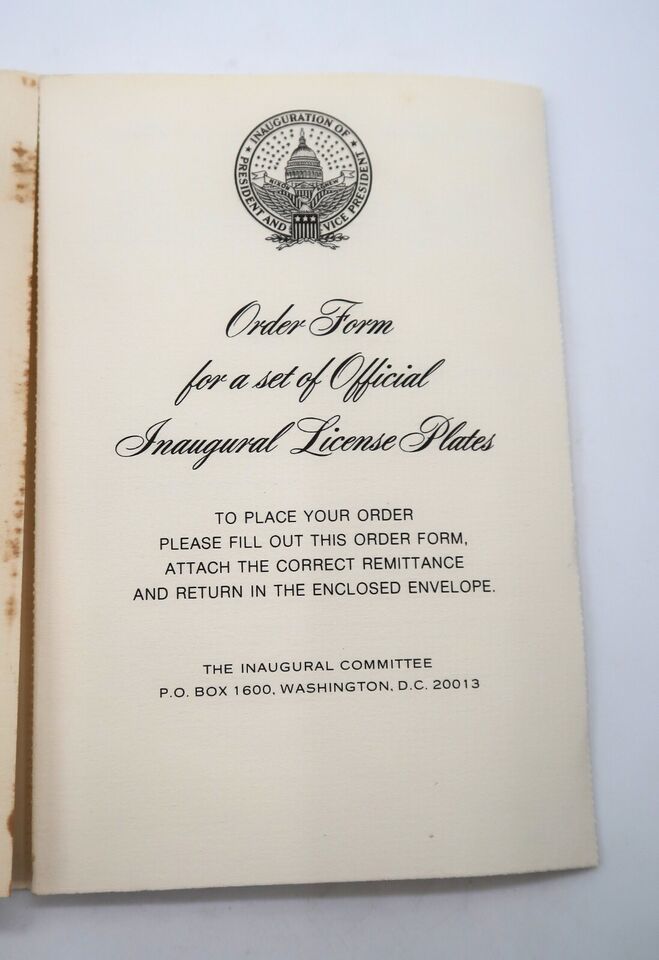 ★ INAUGURATION OF ★
PRESIDENT AND VICE PRESIDENT
NIXON AGNEW
Order Form
for a set of Official
Inaugural License Plates
TO PLACE YOUR ORDER
PLEASE FILL OUT THIS ORDER FORM,
ATTACH THE CORRECT REMITTANCE
AND RETURN IN THE ENCLOSED ENVELOPE.
THE INAUGURAL COMMITTEE
P.O. BOX 1600, WASHINGTON, D.C. 20013